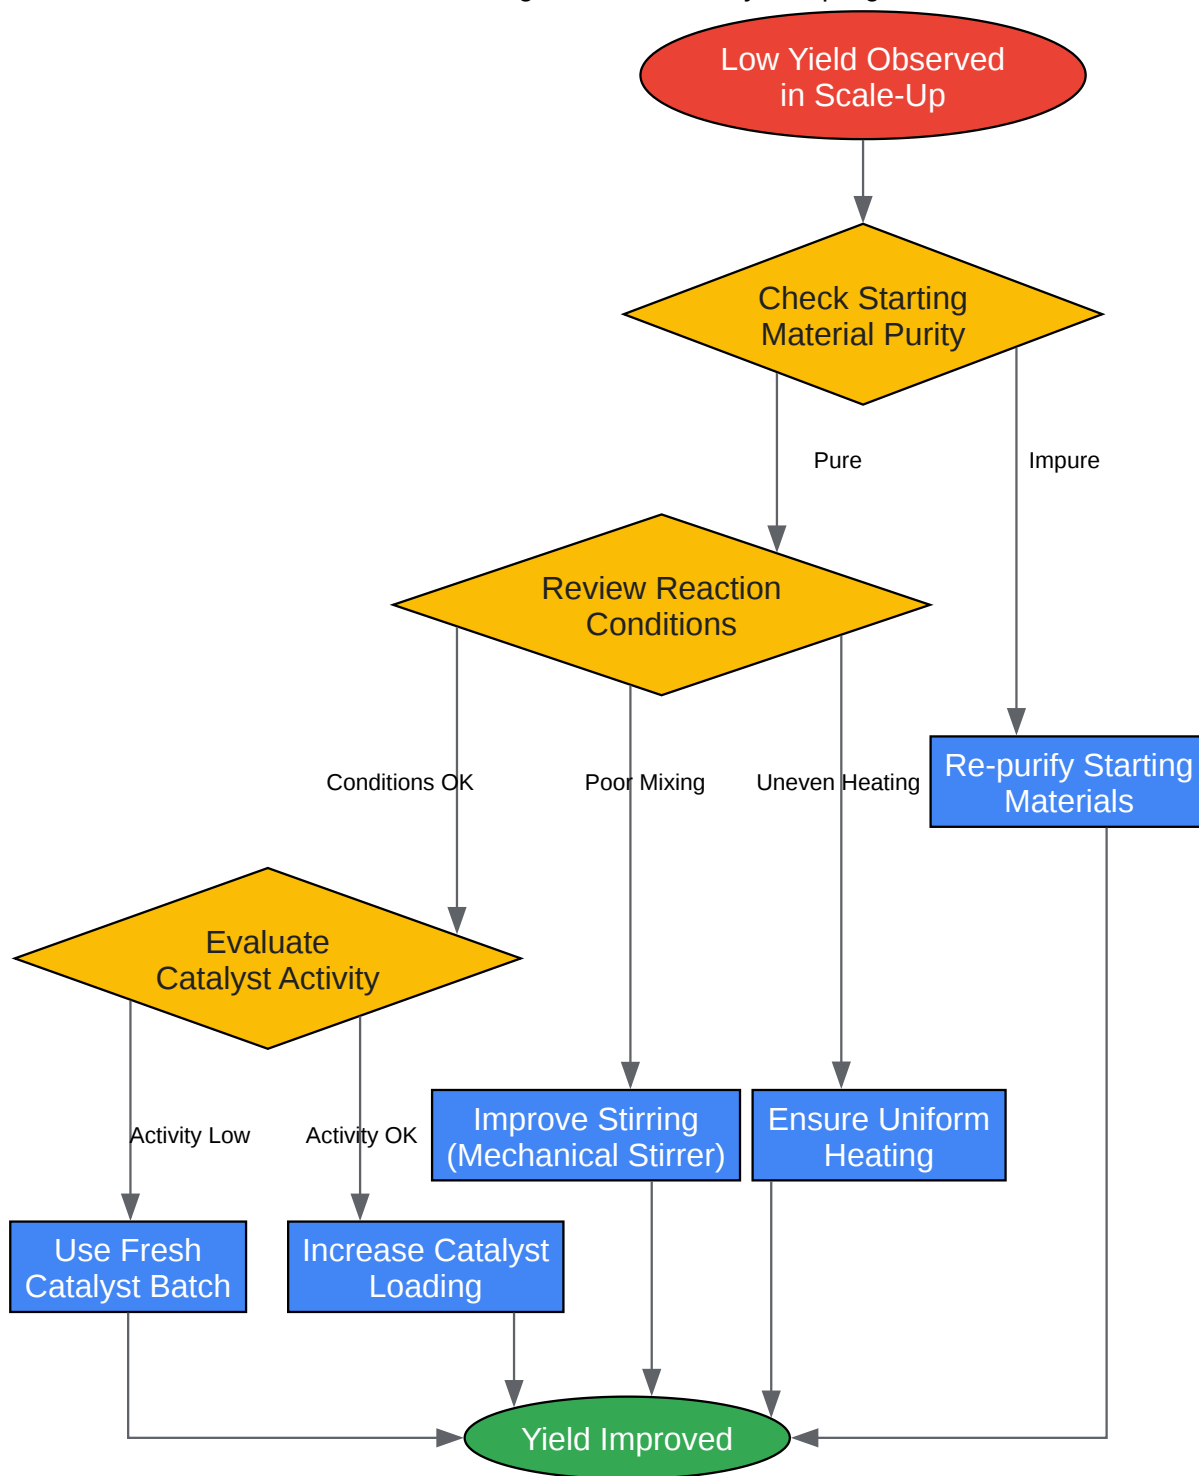 Low Yield Observed
in Scale-Up
Check Starting
Material Purity
Pure
Impure
Review Reaction
Conditions
Re-purify Starting
Materials
Conditions OK
Poor Mixing
Uneven Heating
Evaluate
Catalyst Activity
Activity Low
Activity OK
Improve Stirring
(Mechanical Stirrer)
Ensure Uniform
Heating
Use Fresh
Catalyst Batch
Increase Catalyst
Loading
Yield Improved